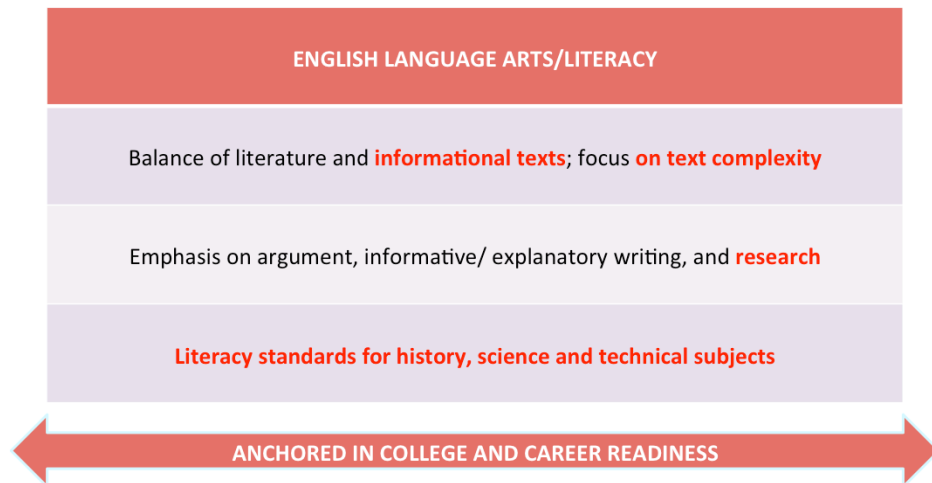 ENGLISH LANGUAGE ARTS/LITERACY
Balance of literature and informational texts; focus on text complexity
Emphasis on argument, informative/ explanatory writing, and research
Literacy standards for history, science and technical subjects
ANCHORED IN COLLEGE AND CAREER READINESS